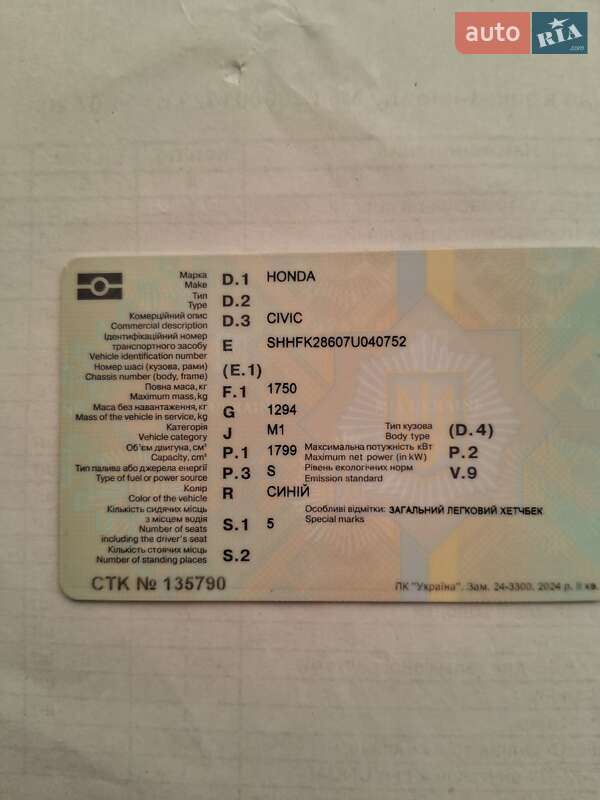 auto RIA .com
Марка
Make D.1 HONDA
Тип
Type D.2
Комерційний опис
Commercial description D.3 CIVIC
Ідентифікаційний номер
транспортного засобу
Vehicle identification number E SHHFK28607U040752
Номер шасі (кузова, рами)
Chassis number (body, frame) (E.1)
Повна маса, кг
Maximum mass, kg F.1 1750
Маса без навантаження, кг
Mass of the vehicle in service, kg G 1294
Категорія
Vehicle category J M1
Тип кузова
Body type (D.4)
Об'єм двигуна, см³
Capacity, cm³ P.1 1799
Максимальна потужність, кВт
Maximum net power (in kW) P.2
Тип палива або джерела енергії
Type of fuel or power source P.3 S
Рівень екологічних норм
Emission standard V.9
Колір
Color of the vehicle R СИНІЙ
Кількість сидячих місць
з місцем водія
Number of seats
including the driver's seat S.1 5
Особливі відмітки: ЗАГАЛЬНИЙ ЛЕГКОВИЙ ХЕТЧБЕК
Special marks
Кількість стоячих місць
Number of standing places S.2
СТК № 135790
ПК "Україна". Зам. 24-3300. 2024 р. ІІ кв.